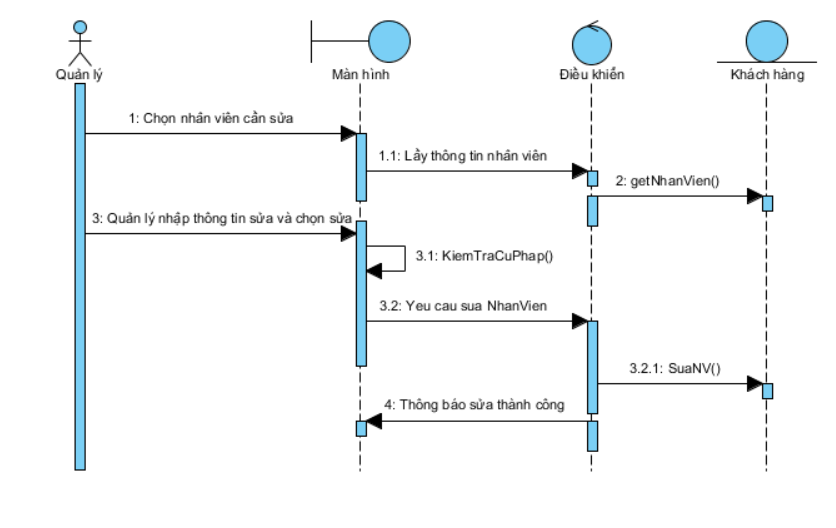 Quản lý
Màn hình
Điều khiển
Khách hàng
1: Chọn nhân viên cần sửa
1.1: Lấy thông tin nhân viên
2: getNhanVien()
3: Quản lý nhập thông tin sửa và chọn sửa
3.1: KiemTraCuPhap()
3.2: Yeu cau sua NhanVien
3.2.1: SuaNV()
4: Thông báo sửa thành công